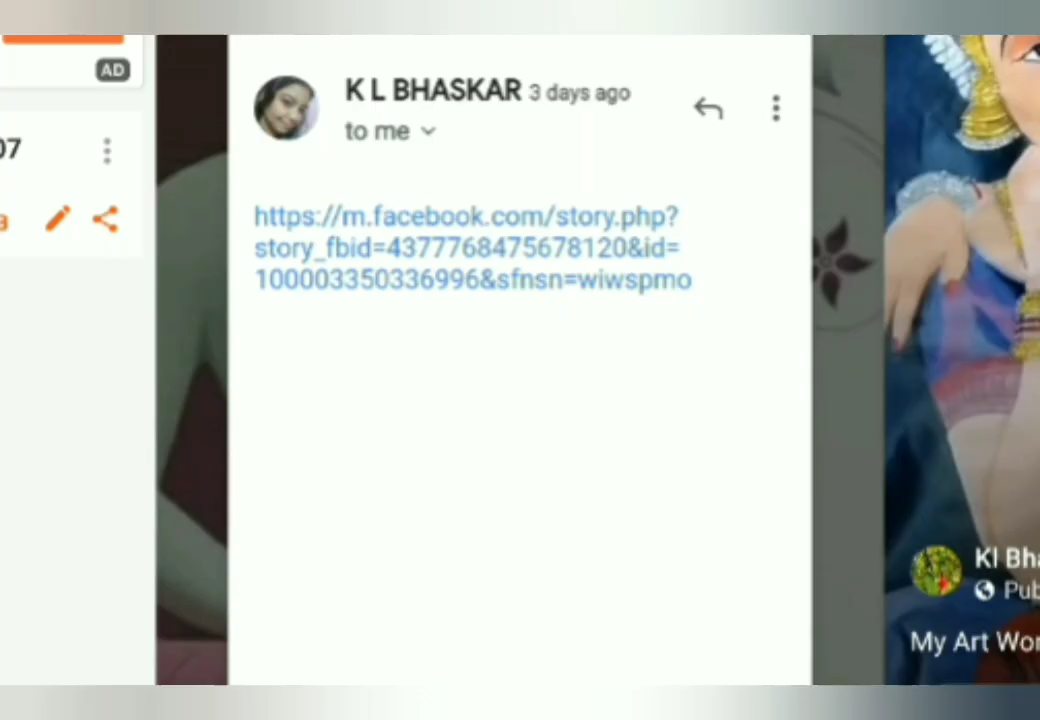 AD
07
K L BHASKAR 3 days ago
to me
https://m.facebook.com/story.php?
story_fbid=4377768475678120&id=
100003350336996&sfnsn=wiwspmo
Kl Bha
Pub
My Art Wor